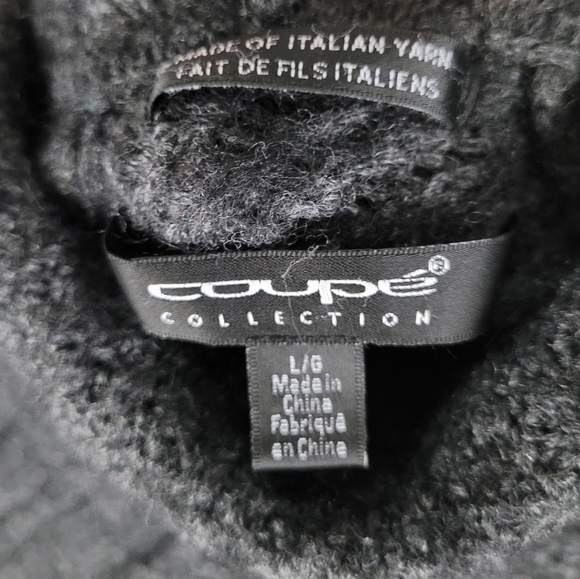 MADE OF ITALIAN YARN
FAIT DE FILS ITALIENS
coupé®
COLLECTION
L/G
Made in
China
Fabriqué
en Chine